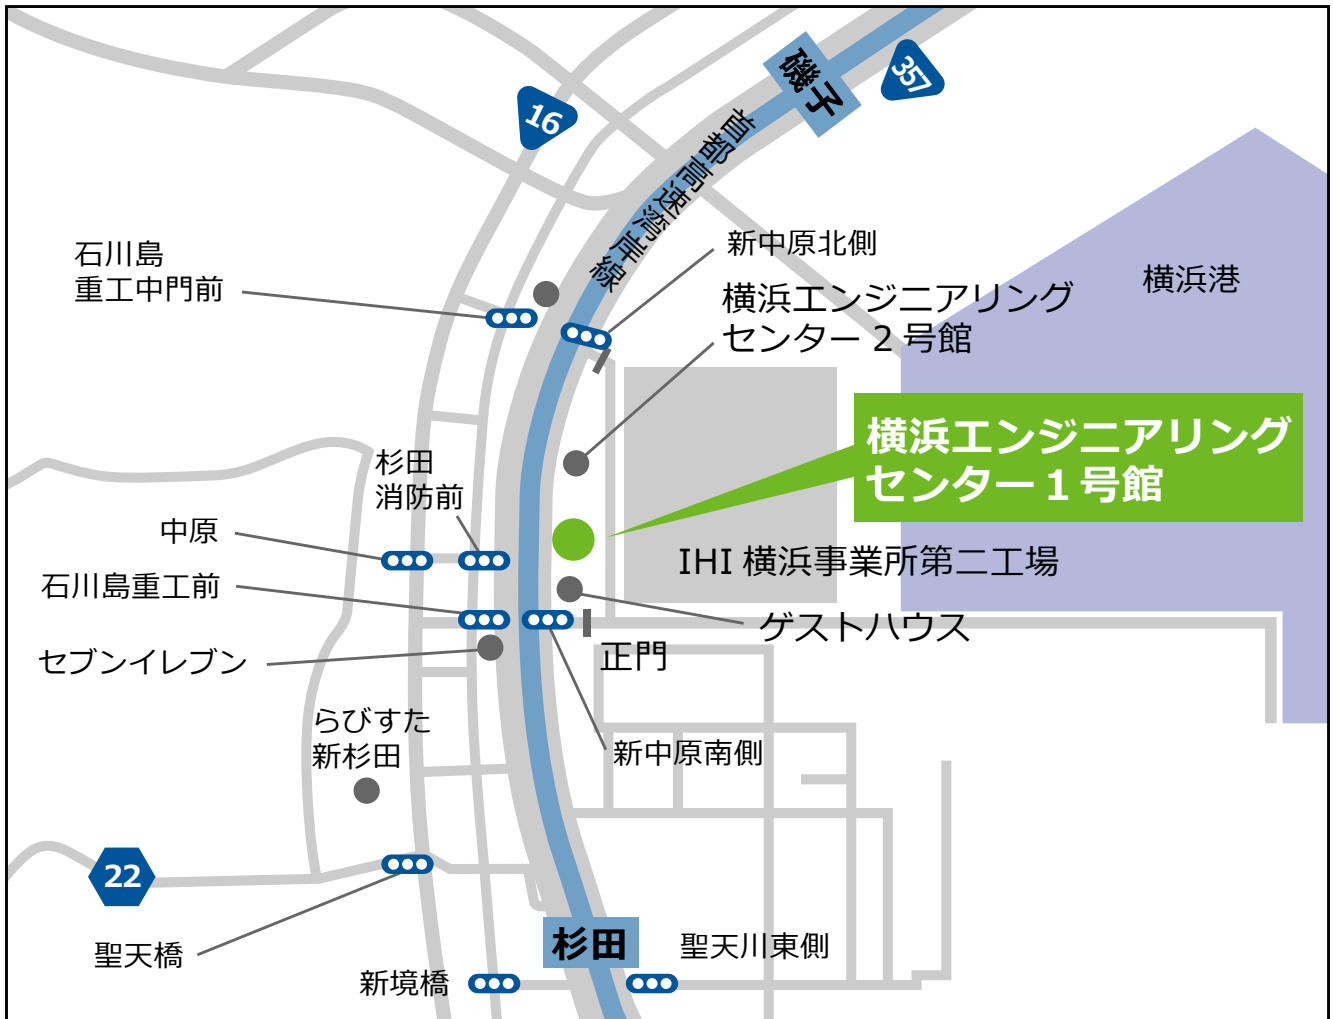 磯子
357
16
首都高速湾岸線
石川島
重工中門前
新中原北側
横浜エンジニアリング
センター 2 号館
横浜港
横浜エンジニアリング
センター 1 号館
杉田
消防前
中原
石川島重工前
IHI 横浜事業所第二工場
ゲストハウス
セブンイレブン
正門
らびすた
新杉田
新中原南側
22
聖天橋
杉田
聖天川東側
新境橋